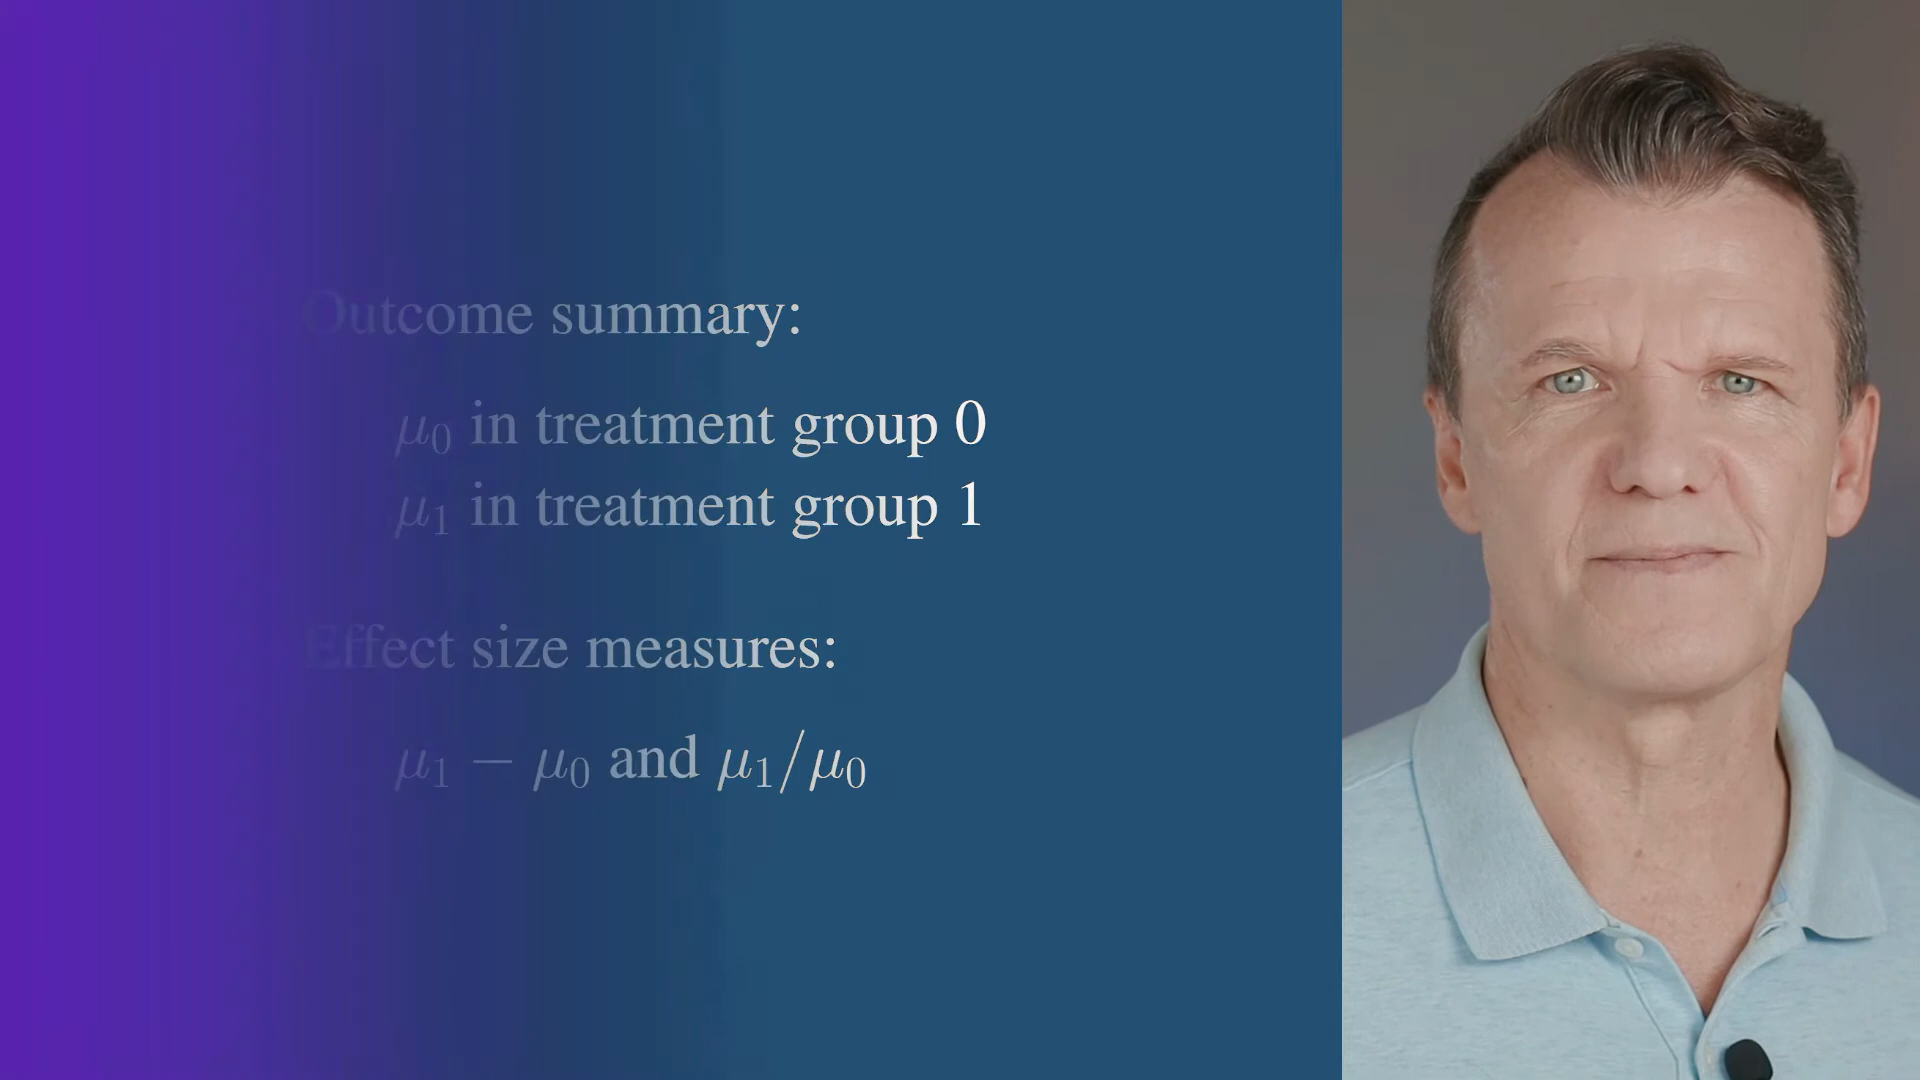 Outcome summary:
μ₀ in treatment group 0
μ₁ in treatment group 1
Effect size measures:
μ₁ − μ₀ and μ₁/μ₀